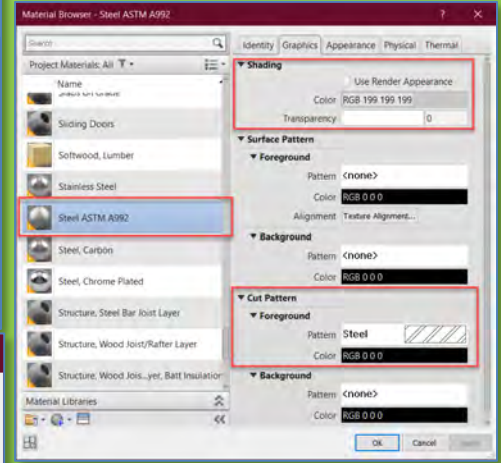 Material Browser - Steel ASTM A992
? ×
Search
Project Materials: All
Name
Slabs On Grade
Sliding Doors
Softwood, Lumber
Stainless Steel
Steel ASTM A992
Steel, Carbon
Steel, Chrome Plated
Structure, Steel Bar Joist Layer
Structure, Wood Joist/Rafter Layer
Structure, Wood Jois...yer, Batt Insulation
Material Libraries
Identity Graphics Appearance Physical Thermal
▼ Shading
Use Render Appearance
Color RGB 199 199 199
Transparency 0
▼ Surface Pattern
▼ Foreground
Pattern <none>
Color RGB 0 0 0
Alignment Texture Alignment...
▼ Background
Pattern <none>
Color RGB 0 0 0
▼ Cut Pattern
▼ Foreground
Pattern Steel
Color RGB 0 0 0
▼ Background
Pattern <none>
Color RGB 0 0 0
OK Cancel Apply